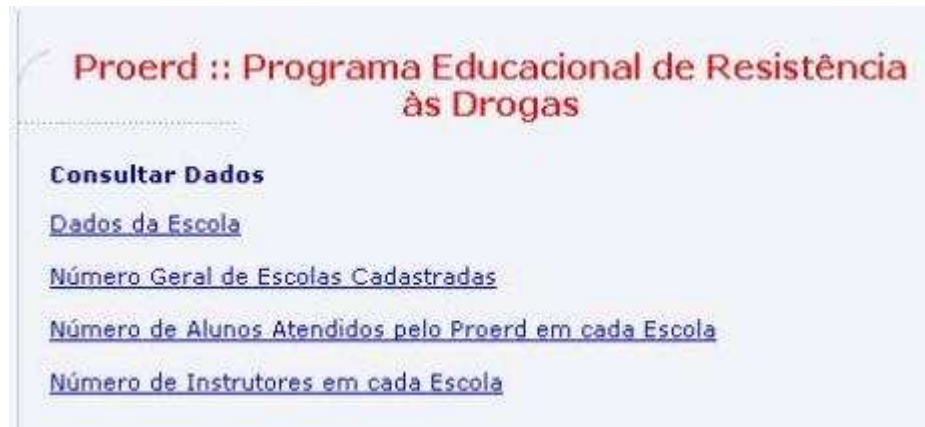 Proerd :: Programa Educacional de Resistência
às Drogas
Consultar Dados
Dados da Escola
Número Geral de Escolas Cadastradas
Número de Alunos Atendidos pelo Proerd em cada Escola
Número de Instrutores em cada Escola